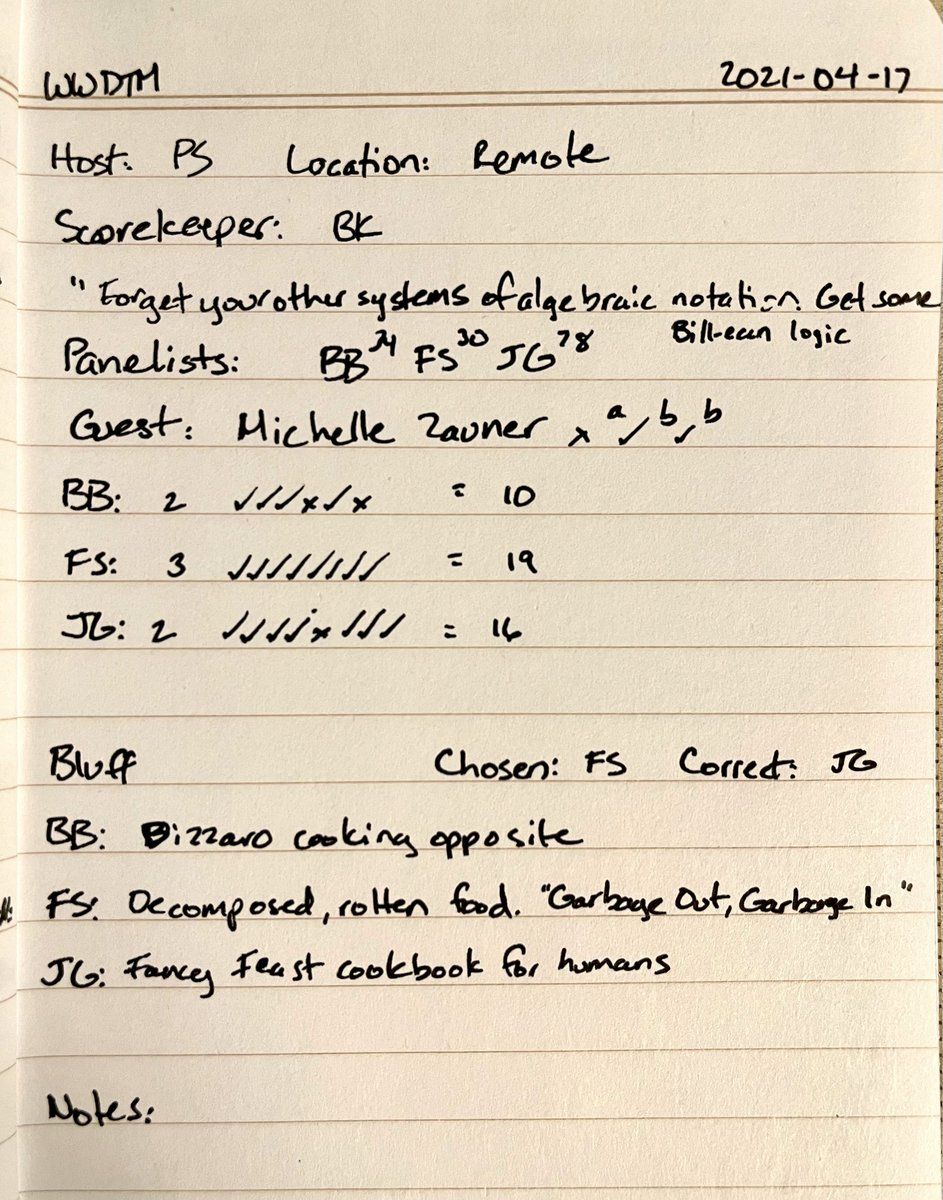 WWDTM 2021-04-17
Host: PS Location: Remote
Scorekeeper: BK
"Forget your other systems of algebraic notation. Get some
Bill-ean logic
Panelists: BB 24 FS 30 JG 78
Guest: Michelle Zauner x a ✓ b ✓ b
BB: 2 ✓✓✓x✓x = 10
FS: 3 ✓✓✓✓✓✓✓✓ = 19
JG: 2 ✓✓✓✓x✓✓✓ = 16
Bluff Chosen: FS Correct: JG
BB: Bizzaro cooking opposite
FS: Decomposed, rotten food. "Garbage Out, Garbage In"
JG: Fancy Feast cookbook for humans
Notes: